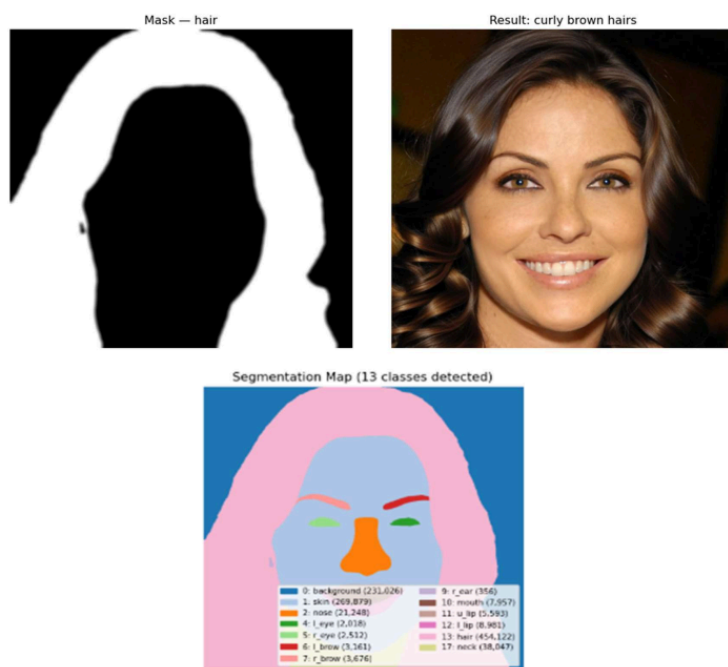 Mask — hair
Result: curly brown hairs
Segmentation Map (13 classes detected)
0: background (231,026)
1: skin (269,879)
2: nose (21,248)
4: l_eye (2,018)
5: r_eye (2,512)
6: l_brow (3,161)
7: r_brow (3,676)
9: r_ear (356)
10: mouth (7,957)
11: u_lip (5,593)
12: l_lip (8,981)
13: hair (454,122)
17: neck (38,047)